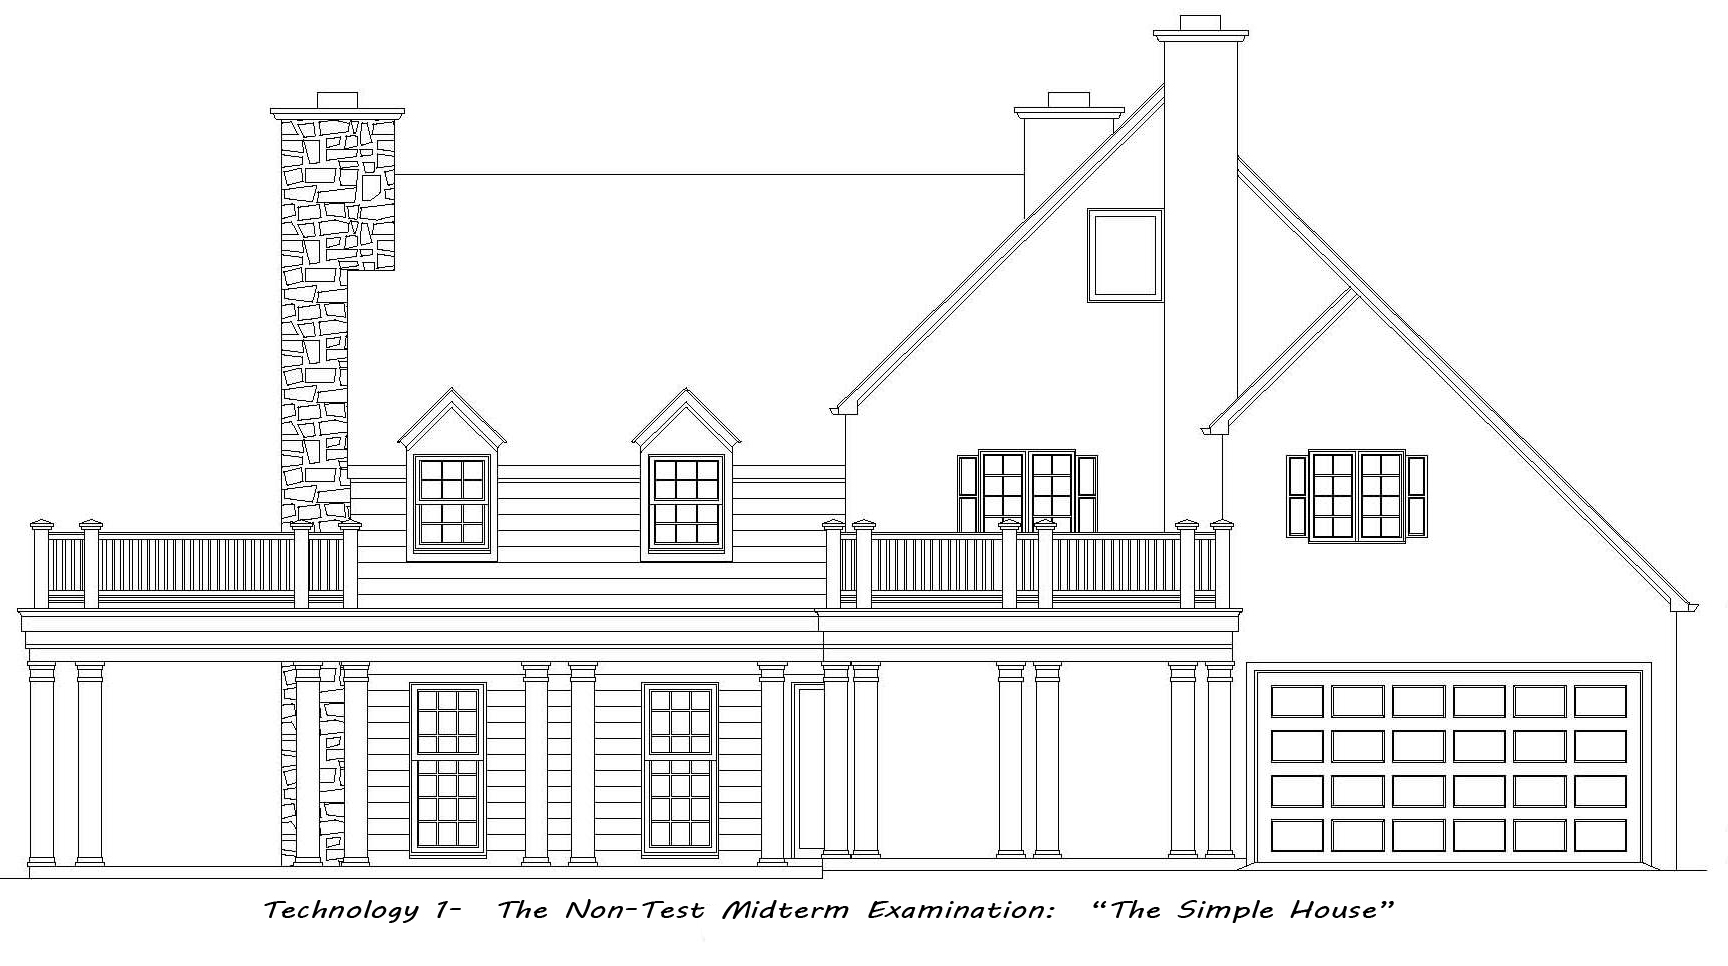 Technology 1- The Non-Test Midterm Examination: “The Simple House”